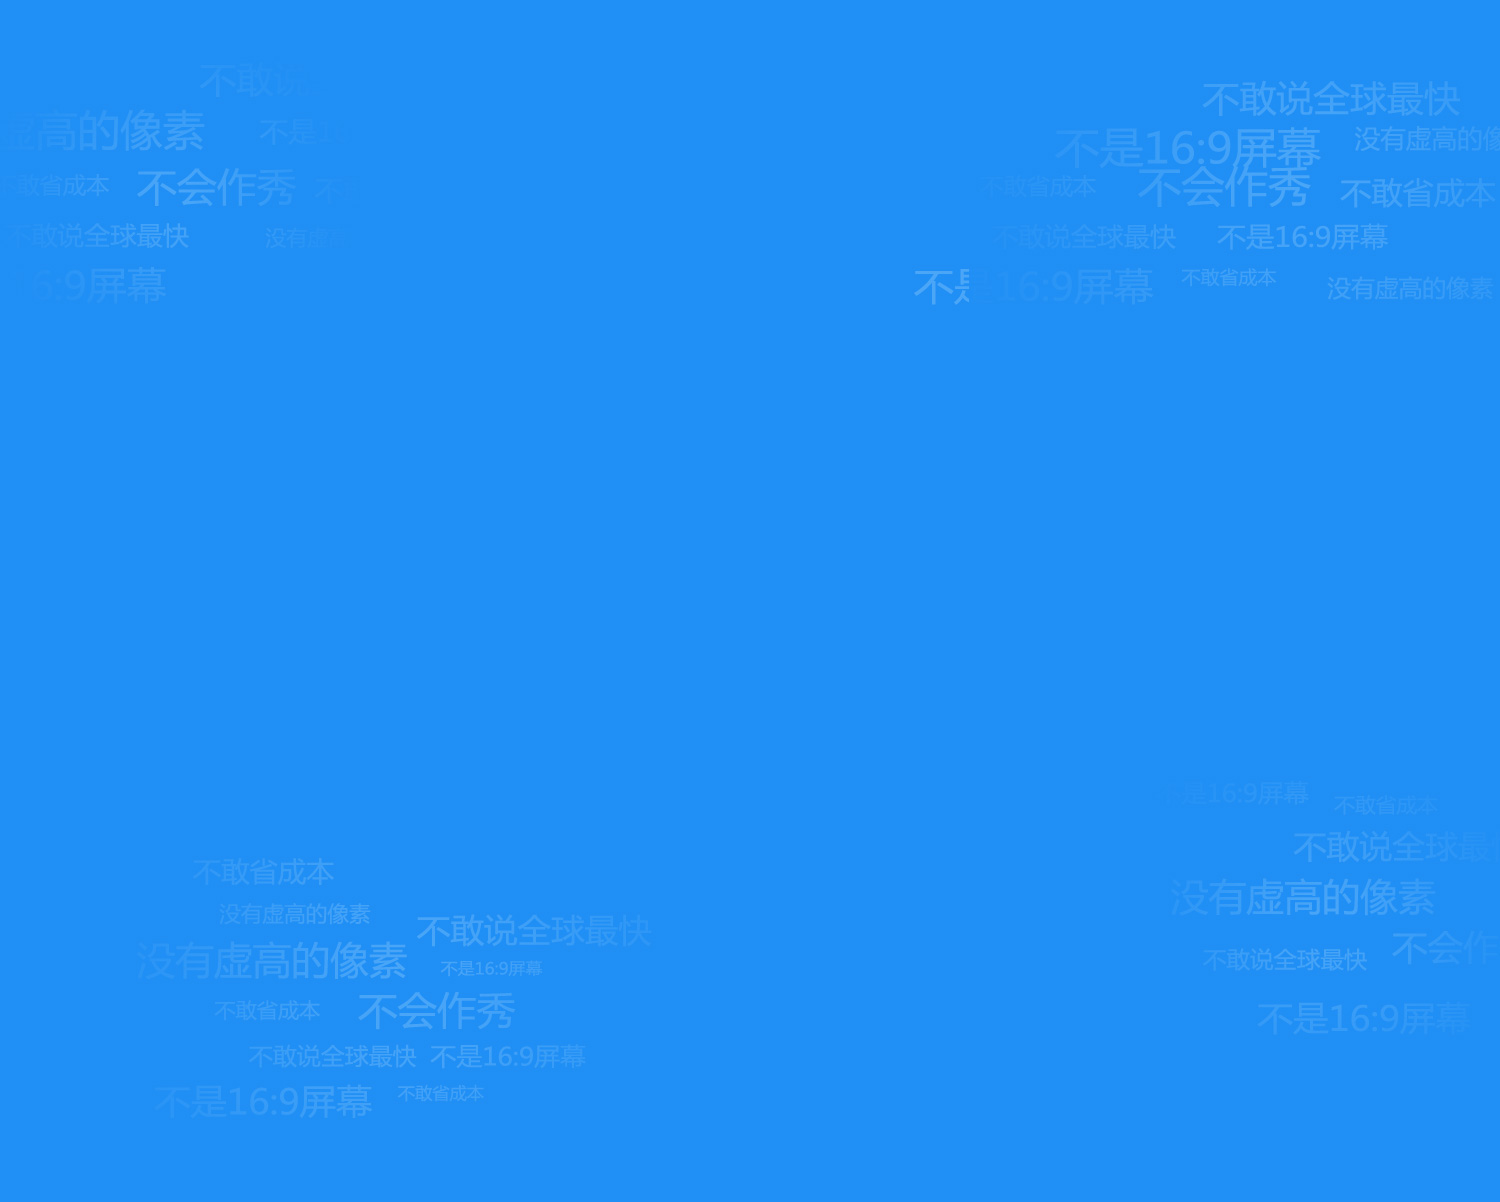 不敢说
虚高的像素
不是1
敢省成本
不会作秀
不
不敢说全球最快
没有虚高
16:9屏幕
不敢说全球最快
不是16:9屏幕
没有虚高的像
不敢省成本
不会作秀
不敢省成本
不敢说全球最快
不是16:9屏幕
不是
16:9屏幕
不敢省成本
没有虚高的像素
是16:9屏幕
不敢省成本
不敢说全球最
没有虚高的像素
不会作
不敢说全球最快
不是16:9屏幕
不敢省成本
没有虚高的像素
不敢说全球最快
没有虚高的像素
不是16:9屏幕
不敢省成本
不会作秀
不敢说全球最快
不是16:9屏幕
不是16:9屏幕
不敢省成本